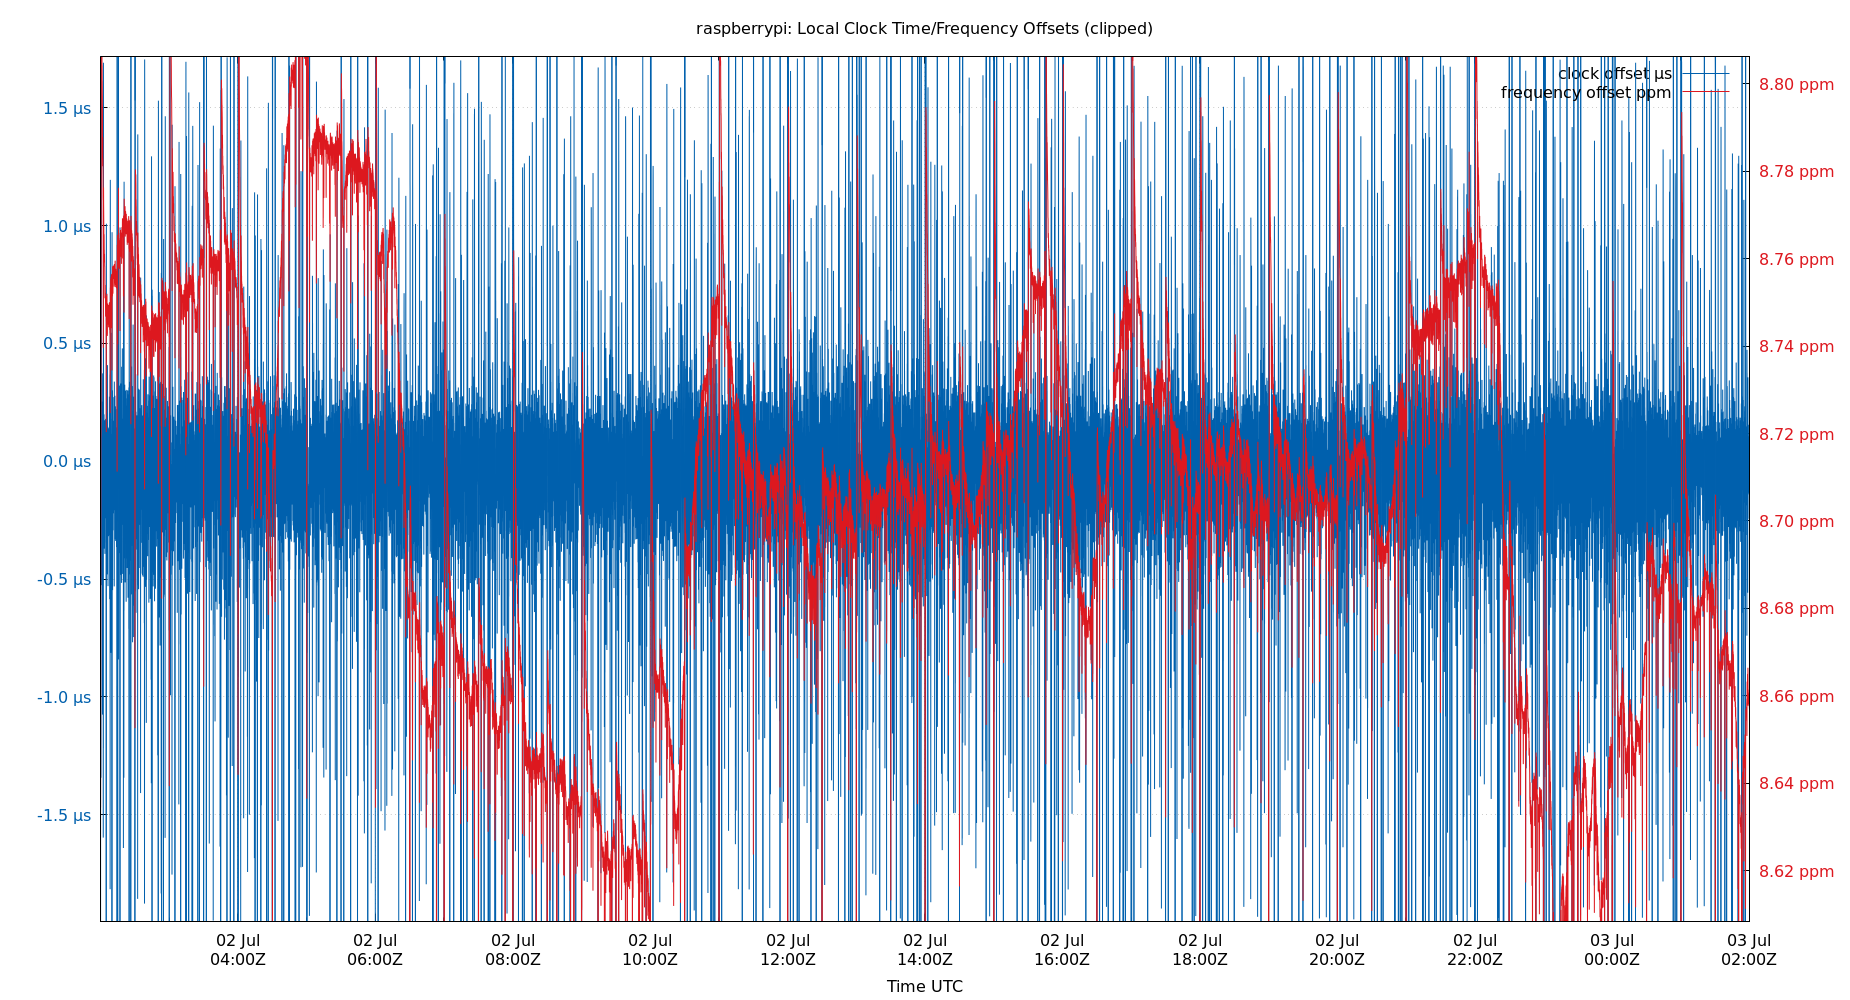 raspberrypi: Local Clock Time/Frequency Offsets (clipped)
clock offset µs
frequency offset ppm
1.5 µs
1.0 µs
0.5 µs
0.0 µs
-0.5 µs
-1.0 µs
-1.5 µs
8.80 ppm
8.78 ppm
8.76 ppm
8.74 ppm
8.72 ppm
8.70 ppm
8.68 ppm
8.66 ppm
8.64 ppm
8.62 ppm
02 Jul 02 Jul 02 Jul 02 Jul 02 Jul 02 Jul 02 Jul 02 Jul 02 Jul 02 Jul 03 Jul 03 Jul
04:00Z 06:00Z 08:00Z 10:00Z 12:00Z 14:00Z 16:00Z 18:00Z 20:00Z 22:00Z 00:00Z 02:00Z
Time UTC